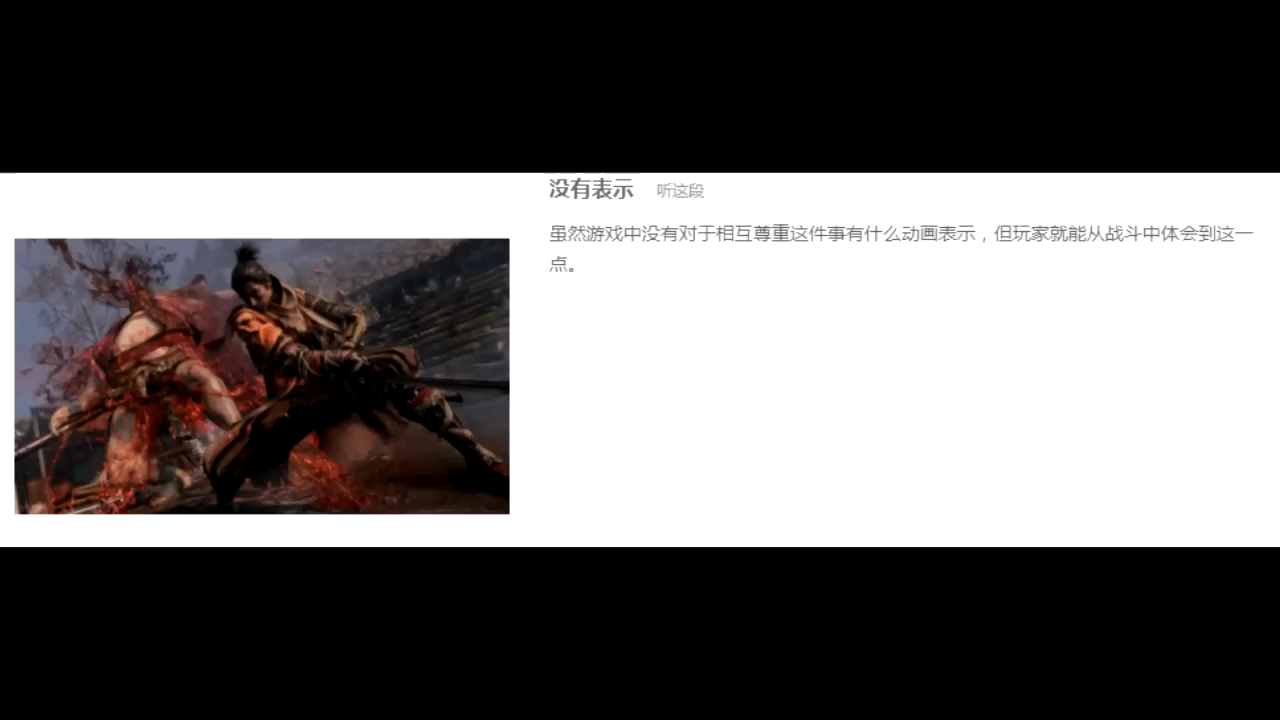 没有表示 听这段
虽然游戏中没有对于相互尊重这件事有什么动画表示，但玩家就能从战斗中体会到这一
点。